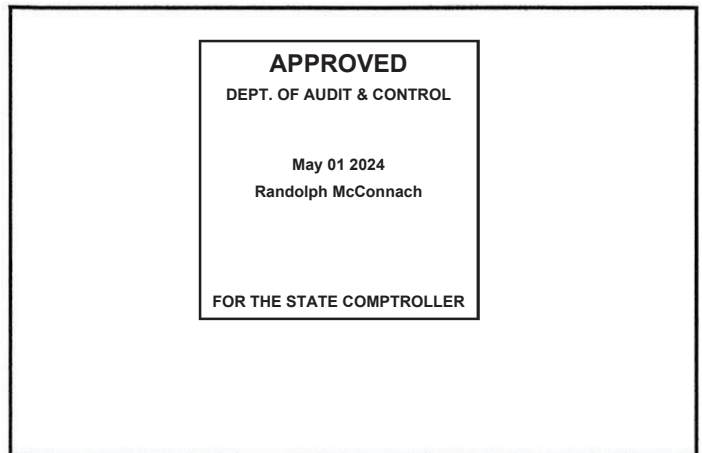 APPROVED
DEPT. OF AUDIT & CONTROL
May 01 2024
Randolph McConnach
FOR THE STATE COMPTROLLER